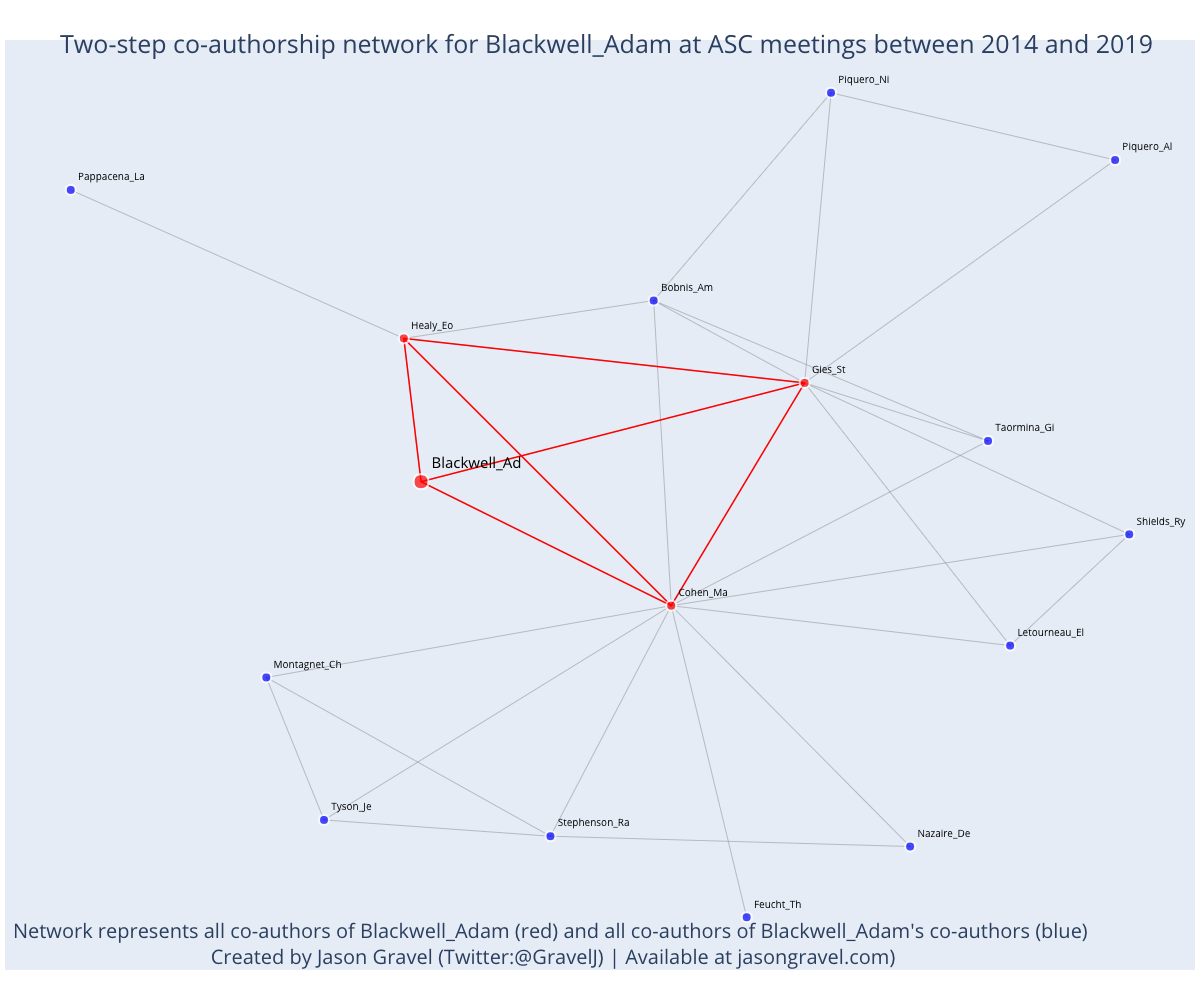 Two-step co-authorship network for Blackwell_Adam at ASC meetings between 2014 and 2019
Piquero_Ni
Piquero_Al
Pappacena_La
Bobnis_Am
Healy_Eo
Gies_St
Taormina_Gi
Blackwell_Ad
Shields_Ry
Cohen_Ma
Letourneau_El
Montagnet_Ch
Tyson_Je
Stephenson_Ra
Nazaire_De
Feucht_Th
Network represents all co-authors of Blackwell_Adam (red) and all co-authors of Blackwell_Adam's co-authors (blue)
Created by Jason Gravel (Twitter:@GravelJ) | Available at jasongravel.com)